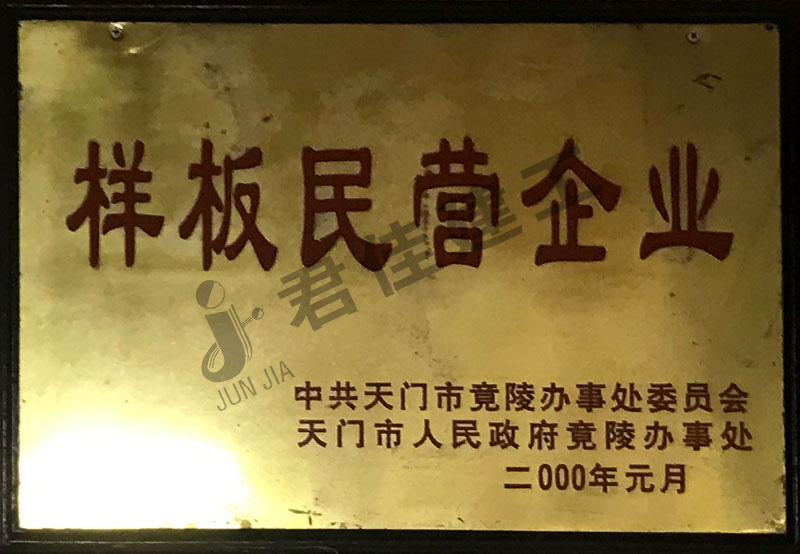 样板民营企业
君佳建于
JUN JIA
中共天门市竟陵办事处委员会
天门市人民政府竟陵办事处
二000年元月